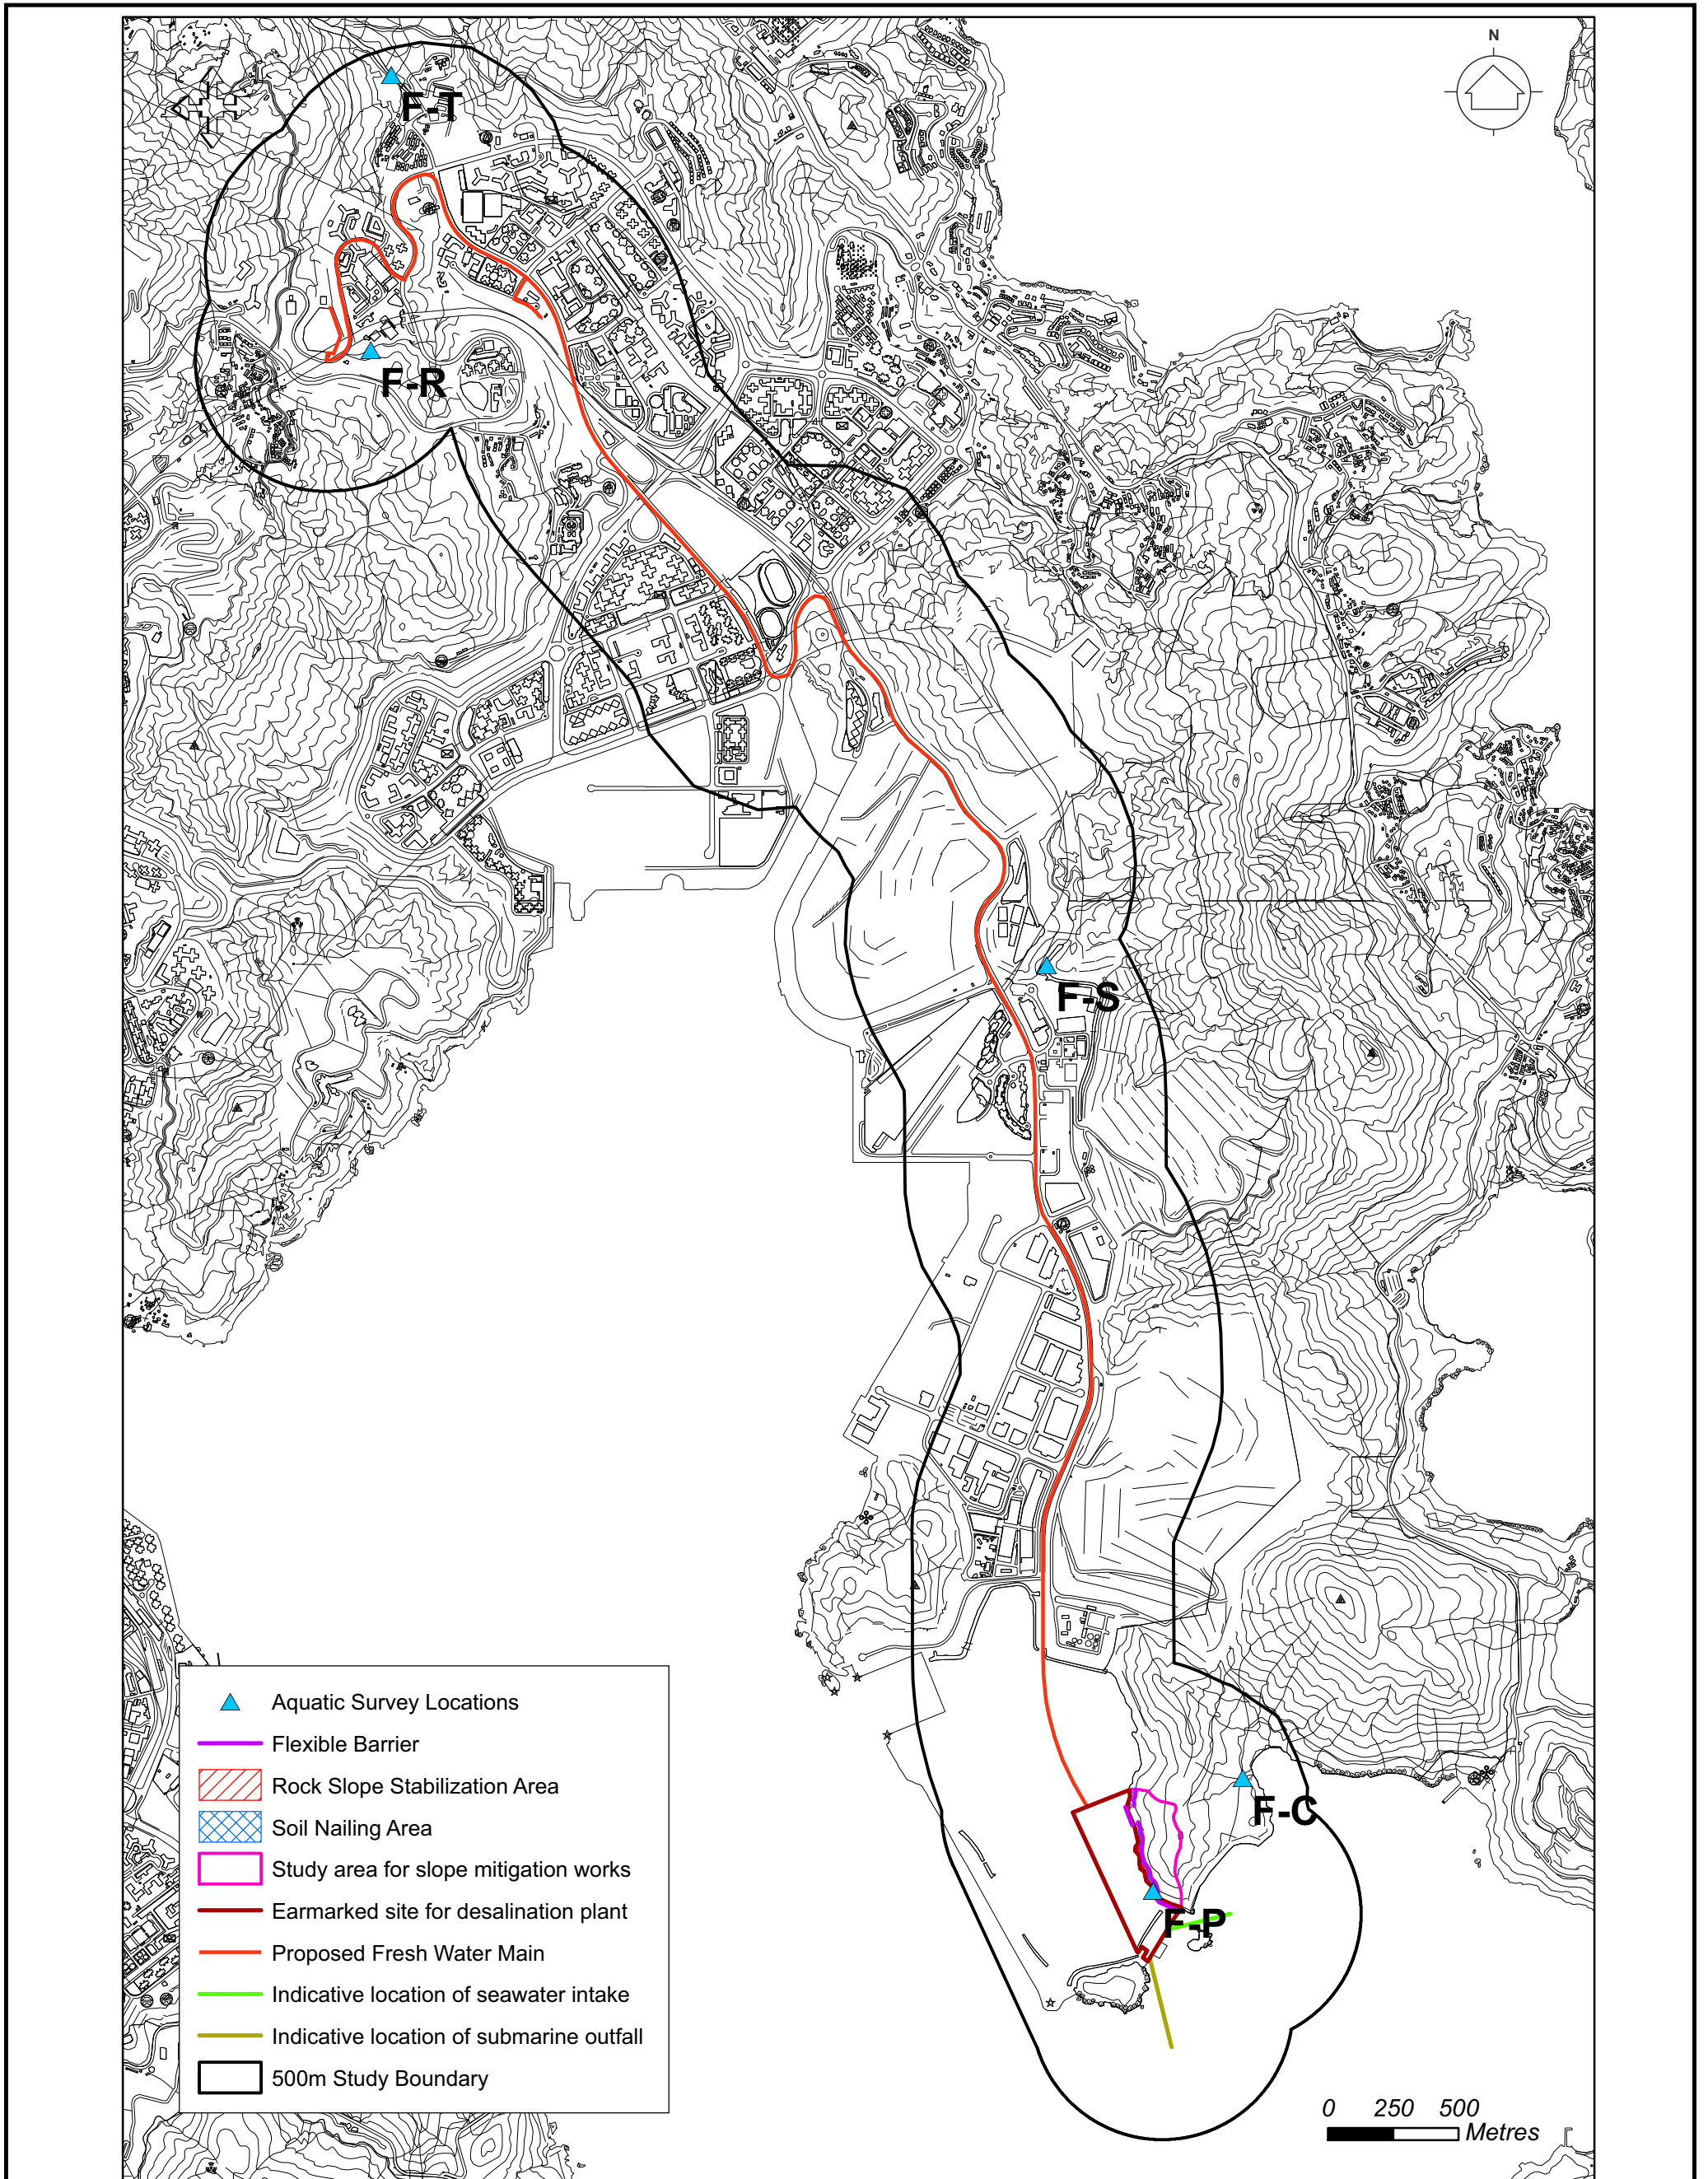 N
F-T
F-R
F-S
F-C
F-P
Aquatic Survey Locations
Flexible Barrier
Rock Slope Stabilization Area
Soil Nailing Area
Study area for slope mitigation works
Earmarked site for desalination plant
Proposed Fresh Water Main
Indicative location of seawater intake
Indicative location of submarine outfall
500m Study Boundary
0 250 500
Metres